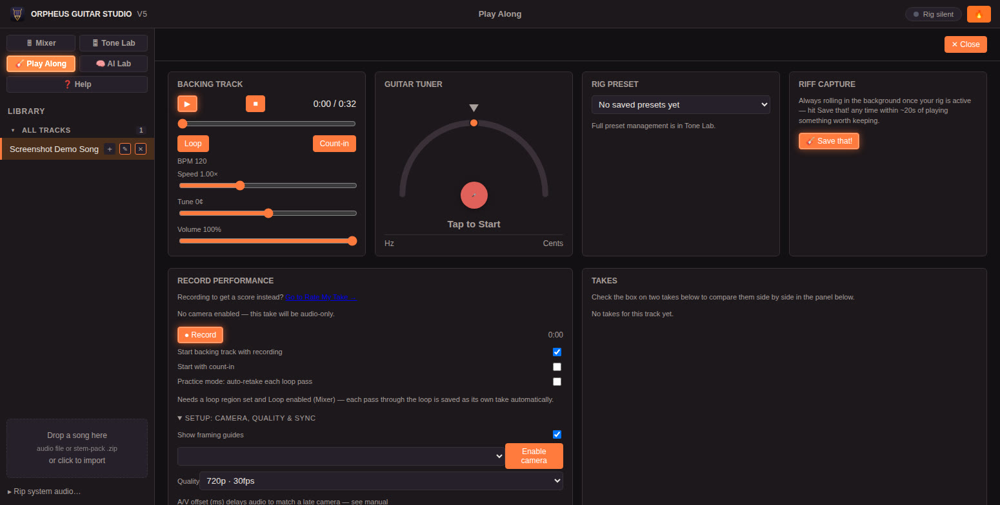 ORPHEUS GUITAR STUDIO V5
Play Along
Rig silent
Mixer
Tone Lab
Play Along
AI Lab
Help
LIBRARY
ALL TRACKS 1
Screenshot Demo Song
Drop a song here
audio file or stem-pack .zip
or click to import
Rip system audio…
✕ Close
BACKING TRACK
0:00 / 0:32
Loop
Count-in
BPM 120
Speed 1.00×
Tune 0¢
Volume 100%
GUITAR TUNER
Tap to Start
Hz
Cents
RIG PRESET
No saved presets yet
Full preset management is in Tone Lab.
RIFF CAPTURE
Always rolling in the background once your rig is active
— hit Save that! any time within ~20s of playing
something worth keeping.
Save that!
RECORD PERFORMANCE
Recording to get a score instead?
No camera enabled — this take will be audio-only.
● Record
0:00
Start backing track with recording
Start with count-in
Practice mode: auto-retake each loop pass
Needs a loop region set and Loop enabled (Mixer) — each pass through the loop is saved as its own take automatically.
SETUP: CAMERA, QUALITY & SYNC
Show framing guides
Enable
camera
Quality 720p · 30fps
A/V offset (ms) delays audio to match a late camera — see manual
TAKES
Check the box on two takes below to compare them side by side in the panel below.
No takes for this track yet.